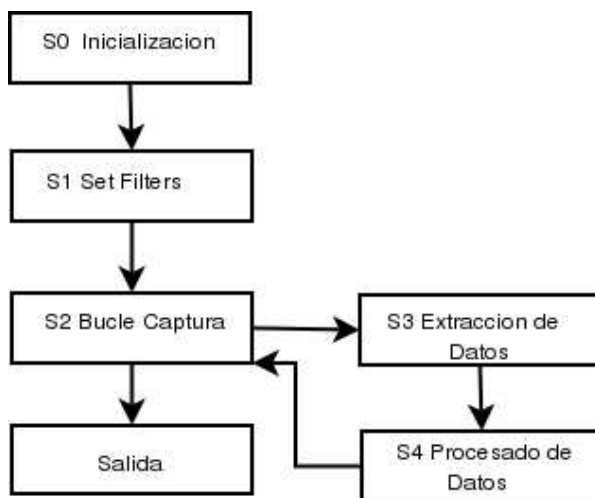 S0 Inicializacion
S1 Set Filters
S2 Bucle Captura
S3 Extraccion de
Datos
S4 Procesado de
Datos
Salida